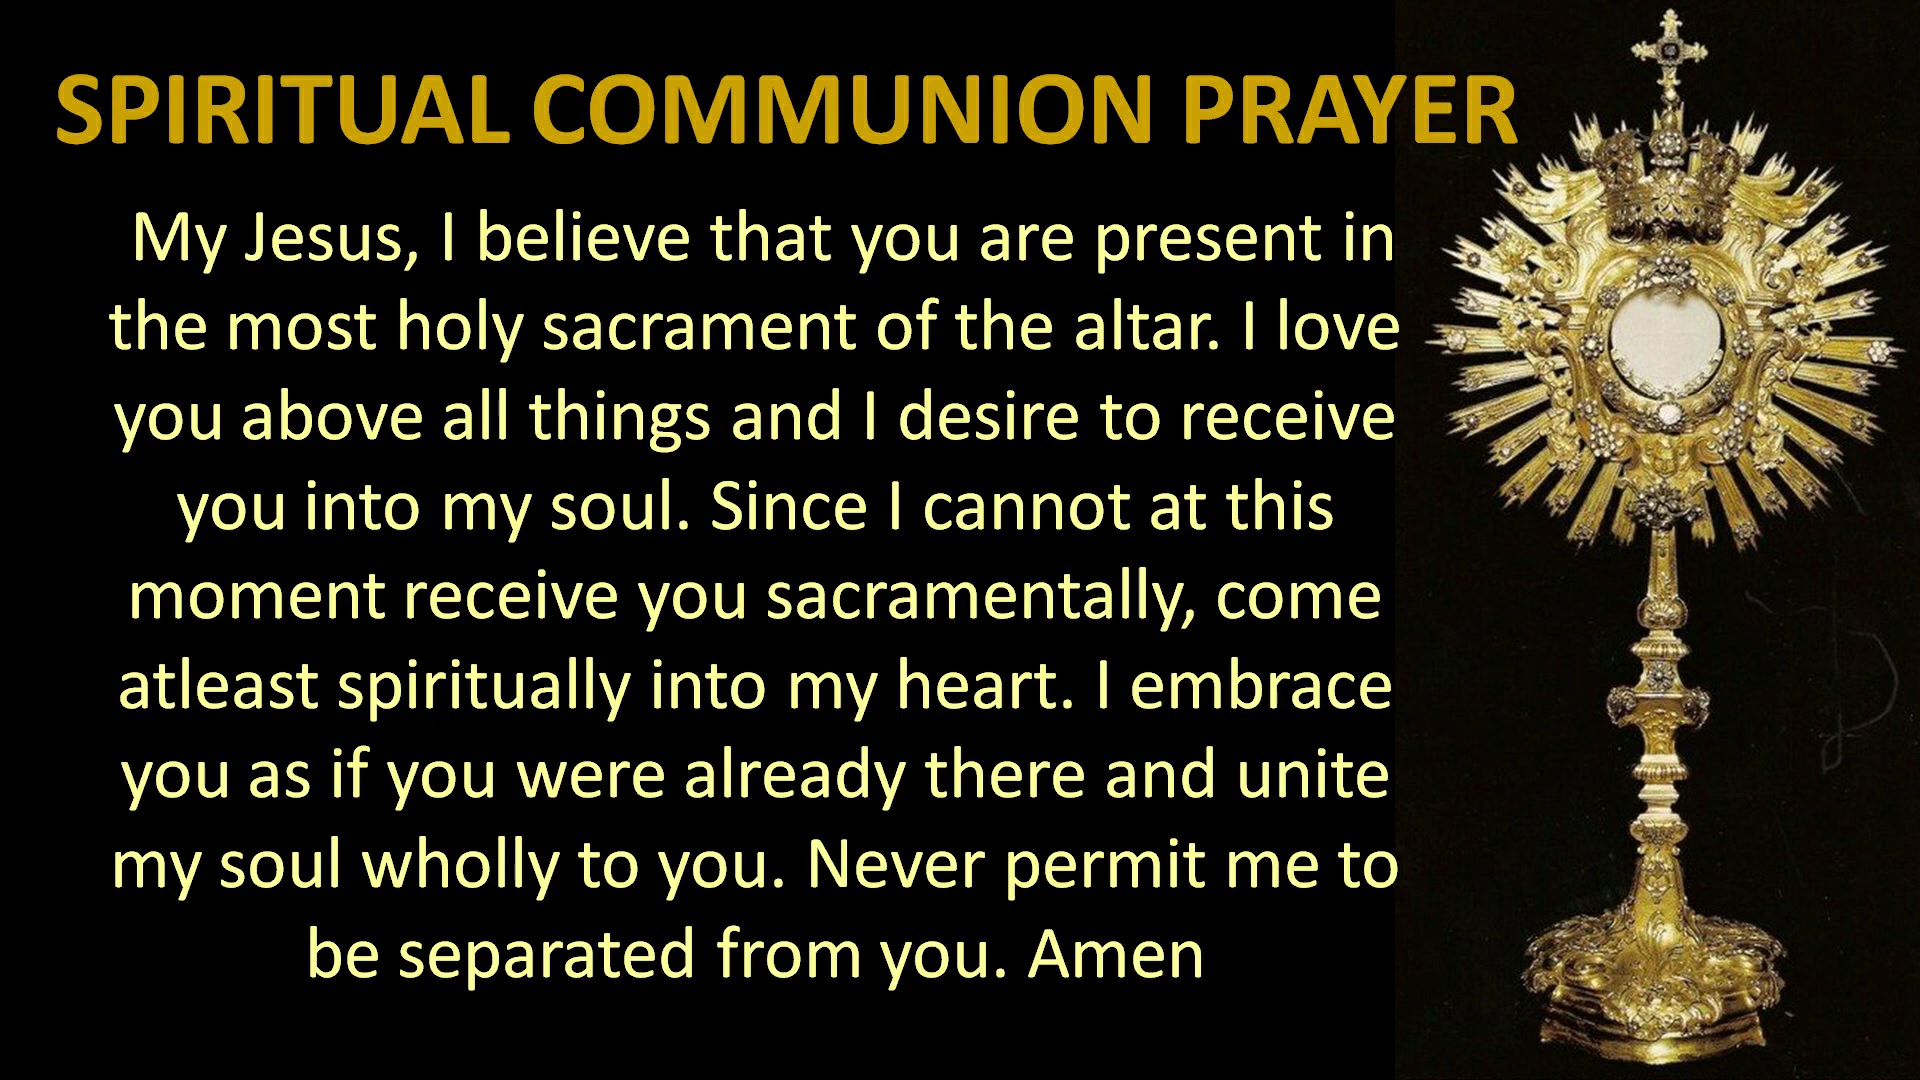 SPIRITUAL COMMUNION PRAYER
My Jesus, I believe that you are present in
the most holy sacrament of the altar. I love
you above all things and I desire to receive
you into my soul. Since I cannot at this
moment receive you sacramentally, come
atleast spiritually into my heart. I embrace
you as if you were already there and unite
my soul wholly to you. Never permit me to
be separated from you. Amen